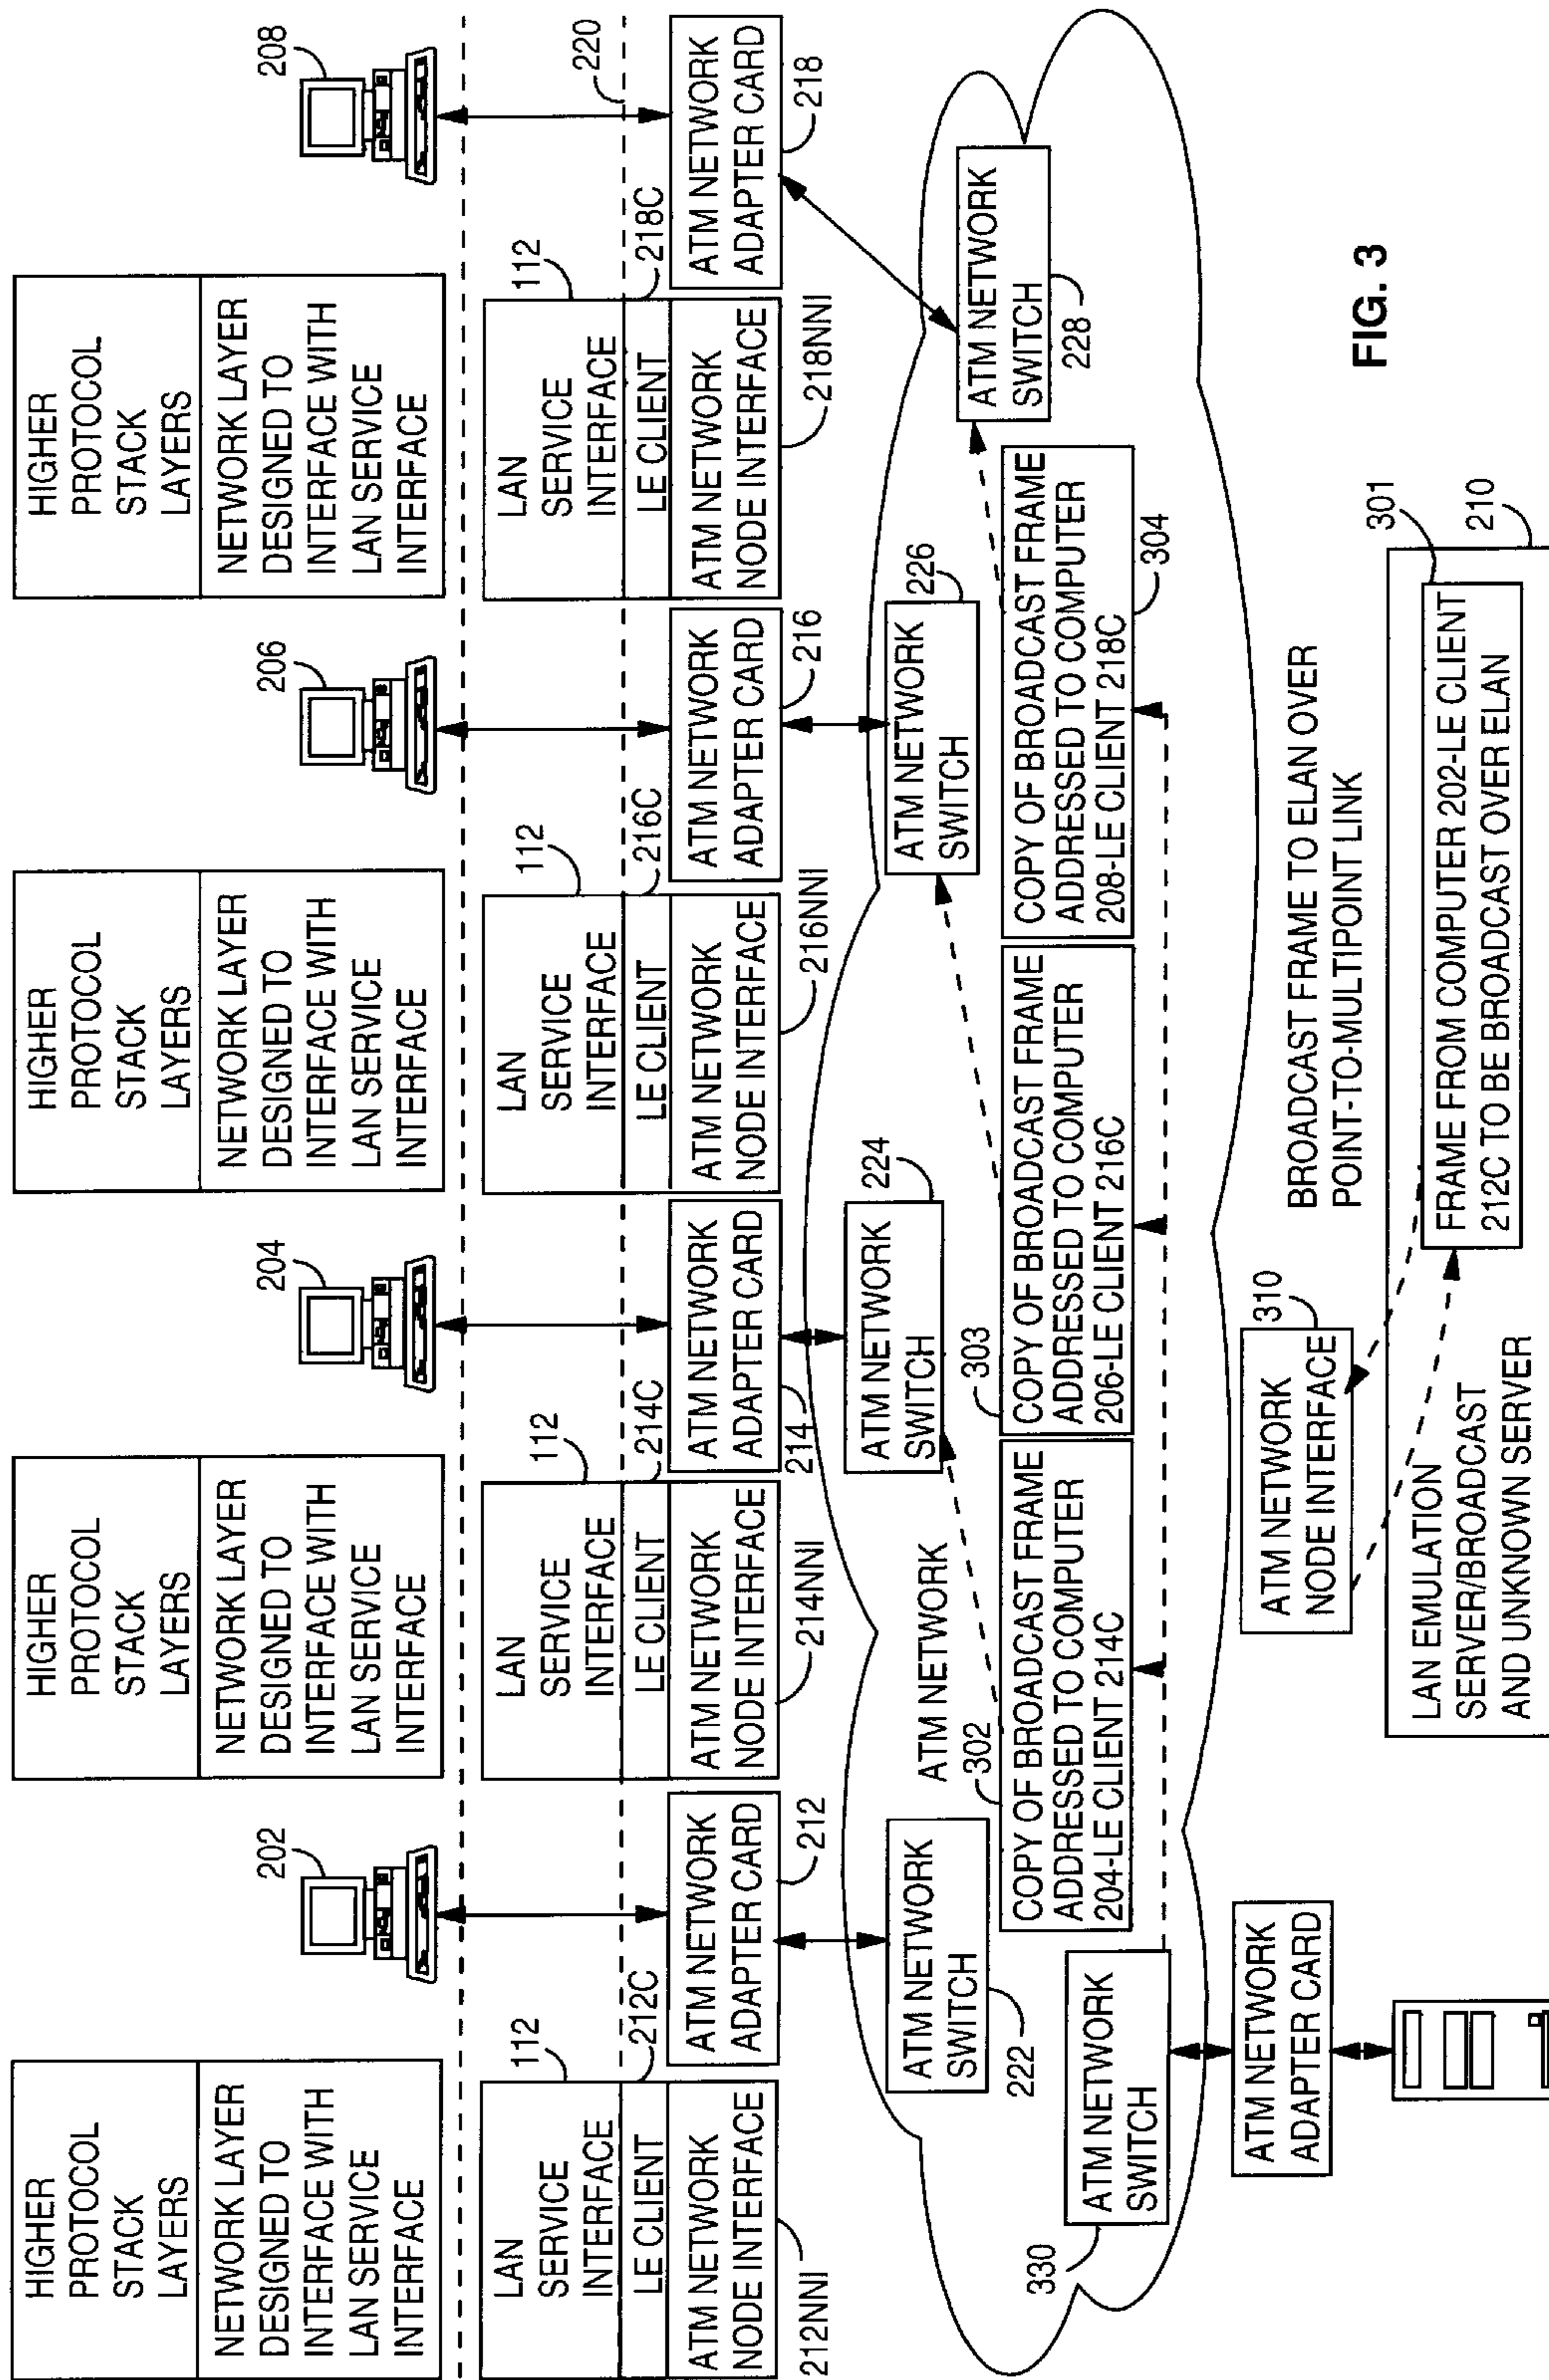 HIGHER
PROTOCOL
STACK
LAYERS
NETWORK LAYER
DESIGNED TO
INTERFACE WITH
LAN SERVICE
INTERFACE
202
HIGHER
PROTOCOL
STACK
LAYERS
NETWORK LAYER
DESIGNED TO
INTERFACE WITH
LAN SERVICE
INTERFACE
204
HIGHER
PROTOCOL
STACK
LAYERS
NETWORK LAYER
DESIGNED TO
INTERFACE WITH
LAN SERVICE
INTERFACE
206
HIGHER
PROTOCOL
STACK
LAYERS
NETWORK LAYER
DESIGNED TO
INTERFACE WITH
LAN SERVICE
INTERFACE
208
LAN
SERVICE
INTERFACE
112
LE CLIENT
212C
ATM NETWORK
NODE INTERFACE
212NNI
ATM NETWORK
ADAPTER CARD
212
LAN
SERVICE
INTERFACE
112
LE CLIENT
214C
ATM NETWORK
NODE INTERFACE
214NNI
ATM NETWORK
ADAPTER CARD
214
LAN
SERVICE
INTERFACE
112
LE CLIENT
216C
ATM NETWORK
NODE INTERFACE
216NNI
ATM NETWORK
ADAPTER CARD
216
LAN
SERVICE
INTERFACE
112
LE CLIENT
218C
ATM NETWORK
NODE INTERFACE
218NNI
220
ATM NETWORK
ADAPTER CARD
218
ATM NETWORK
SWITCH
222
ATM NETWORK
ATM NETWORK
SWITCH
224
ATM NETWORK
SWITCH
226
ATM NETWORK
SWITCH
228
302
COPY OF BROADCAST FRAME
ADDRESSED TO COMPUTER
204-LE CLIENT 214C
303
COPY OF BROADCAST FRAME
ADDRESSED TO COMPUTER
206-LE CLIENT 216C
COPY OF BROADCAST FRAME
ADDRESSED TO COMPUTER
208-LE CLIENT 218C
304
330
ATM NETWORK
SWITCH
ATM NETWORK
ADAPTER CARD
ATM NETWORK
NODE INTERFACE
310
BROADCAST FRAME TO ELAN OVER
POINT-TO-MULTIPOINT LINK
LAN EMULATION
SERVER/BROADCAST
AND UNKNOWN SERVER
FRAME FROM COMPUTER 202-LE CLIENT
212C TO BE BROADCAST OVER ELAN
301
210
FIG. 3